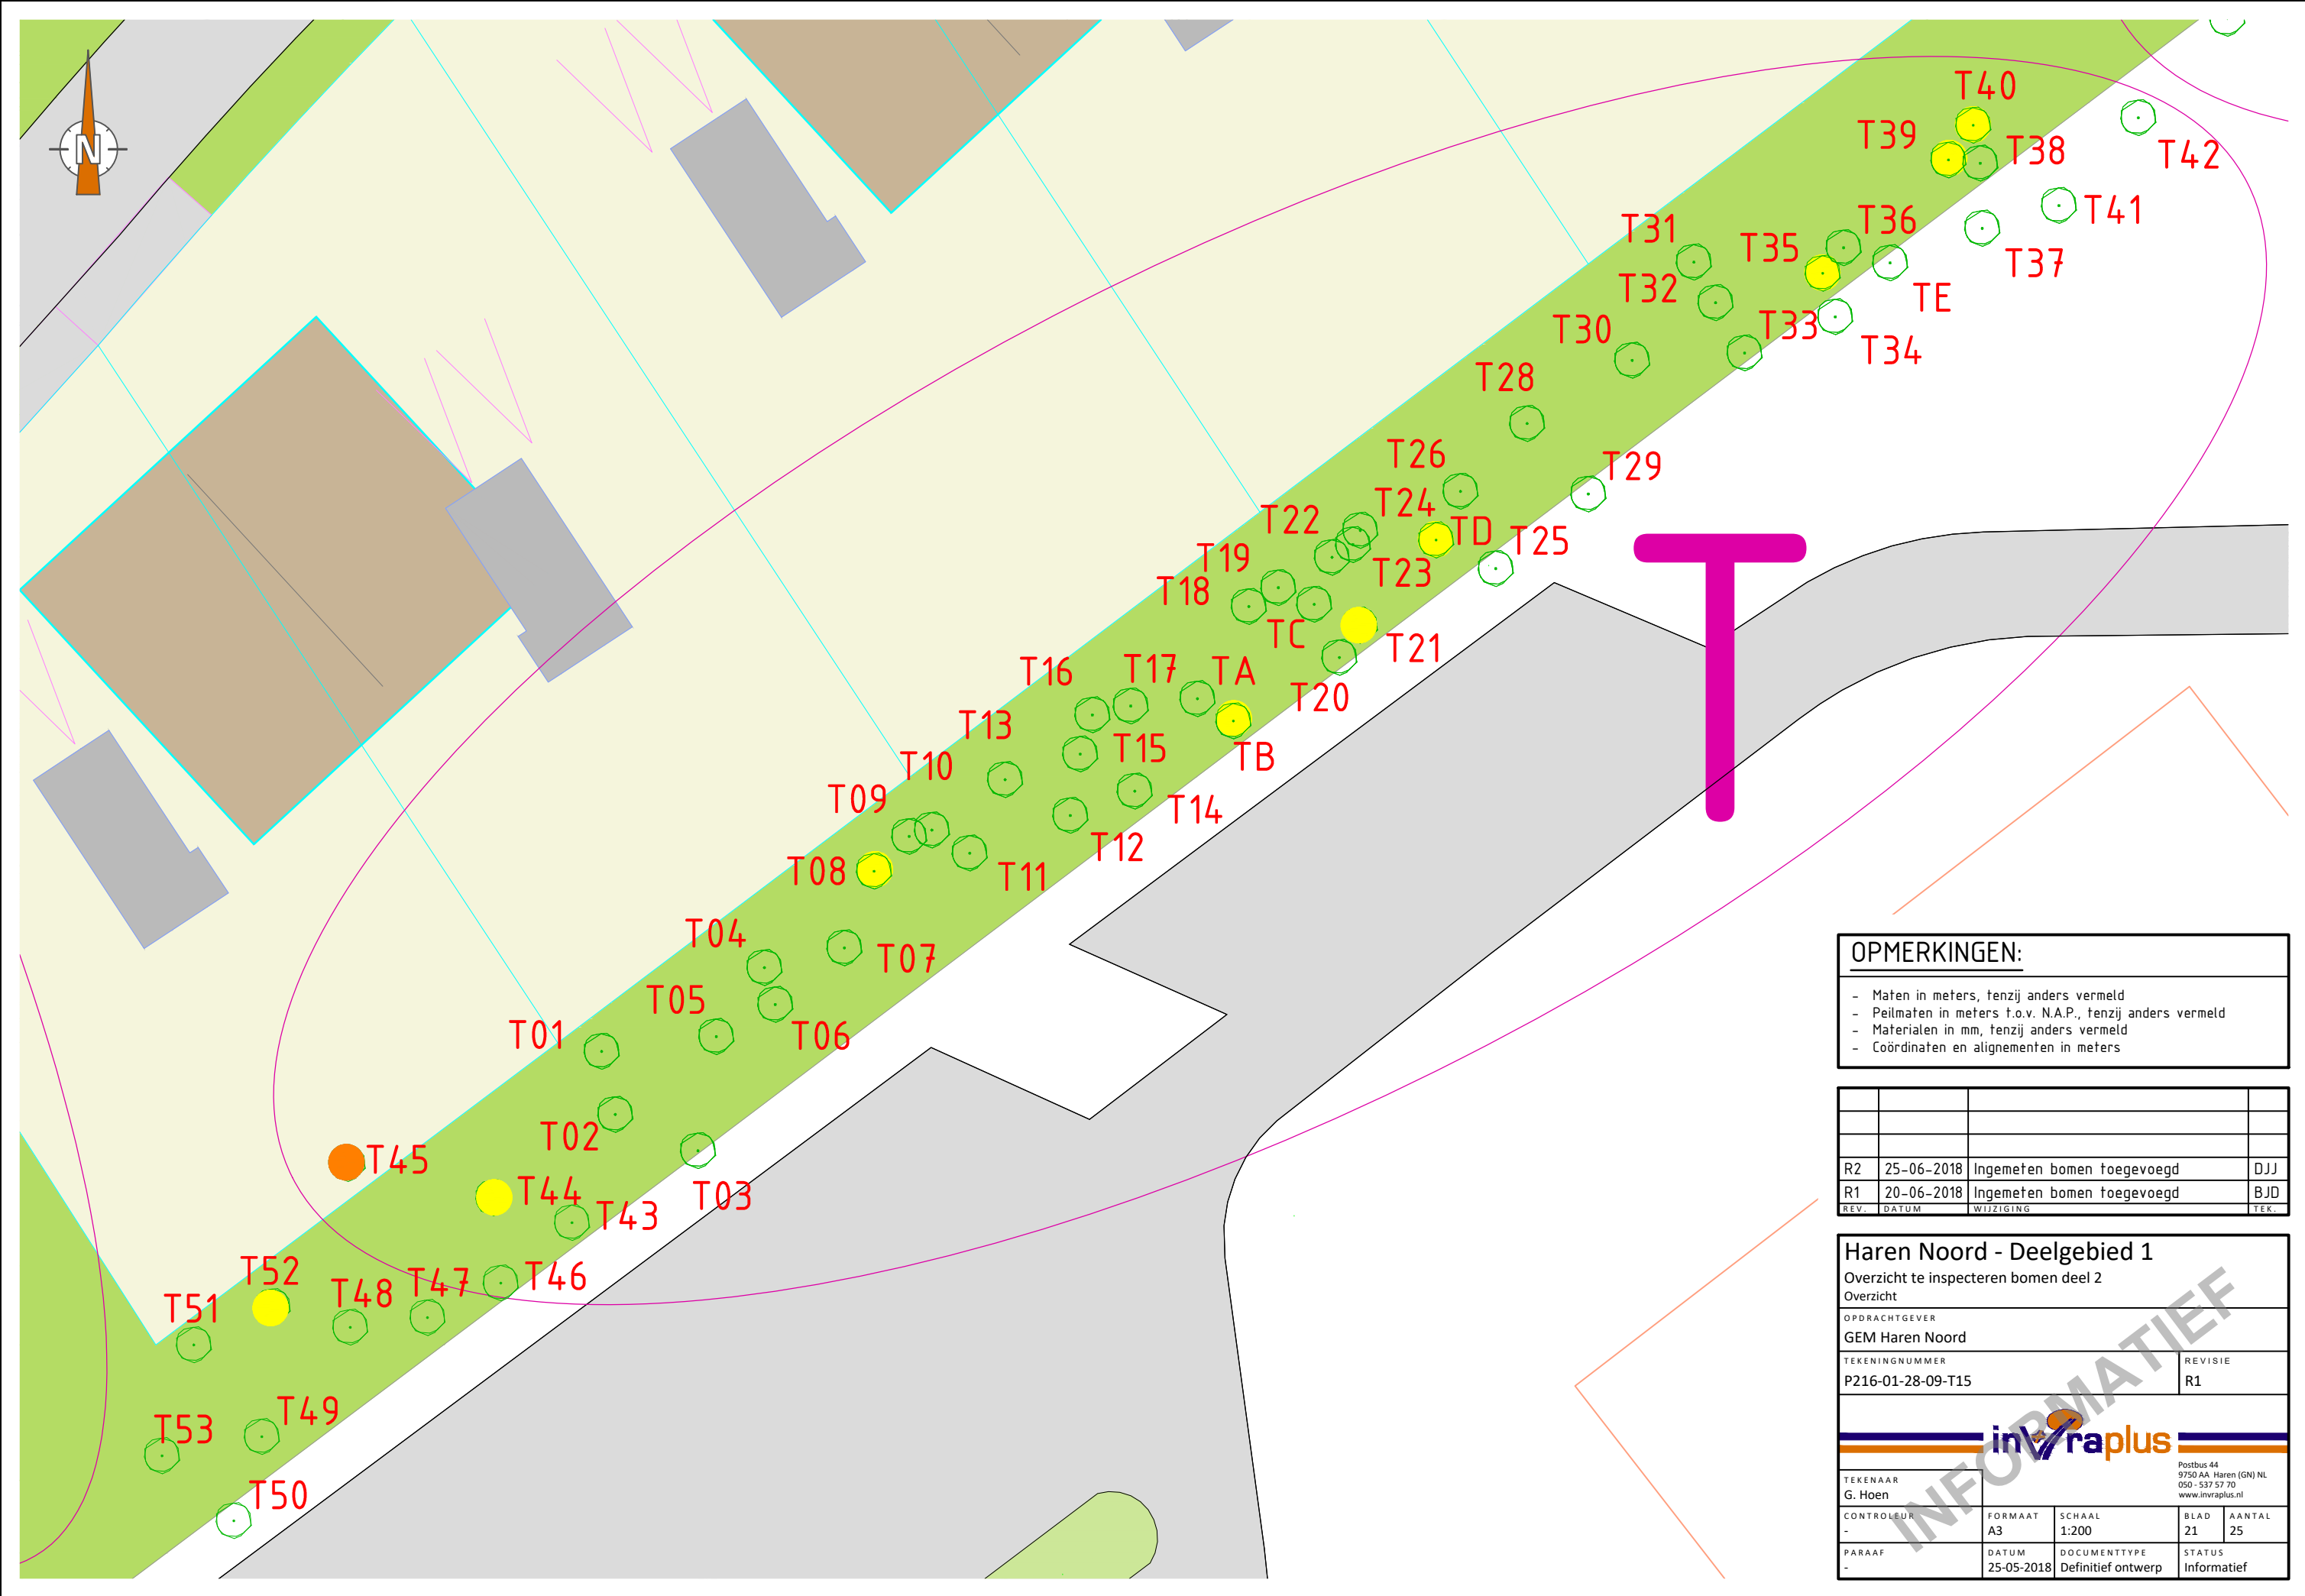 N
T40
T39
T38
T42
T41
T36
T31
T35
T37
T32
TE
T30
T33
T34
T28
T26
T29
T24
T22
TD
T25
T19
T23
T18
TC
T21
T16
T17
TA
T20
T13
T15
TB
T10
T09
T14
T12
T08
T11
T04
T07
T05
T01
T06
T02
T45
T44
T43
T03
T52
T47
T46
T48
T51
T49
T53
T50
T
OPMERKINGEN:
- Maten in meters, tenzij anders vermeld
- Peilmaten in meters t.o.v. N.A.P., tenzij anders vermeld
- Materialen in mm, tenzij anders vermeld
- Coördinaten en alignementen in meters
R2 25-06-2018 Ingemeten bomen toegevoegd DJJ
R1 20-06-2018 Ingemeten bomen toegevoegd BJD
REV. DATUM WIJZIGING TEK.
Haren Noord - Deelgebied 1
Overzicht te inspecteren bomen deel 2
Overzicht
OPDRACHTGEVER
GEM Haren Noord
TEKENINGNUMMER REVISIE
P216-01-28-09-T15 R1
invraplus
Postbus 44
9750 AA Haren (GN) NL
050 - 537 57 70
www.invraplus.nl
TEKENAAR
G. Hoen
CONTROLEUR FORMAAT SCHAAL BLAD AANTAL
- A3 1:200 21 25
PARAAF DATUM DOCUMENTTYPE STATUS
- 25-05-2018 Definitief ontwerp Informatief
INFORMATIEF